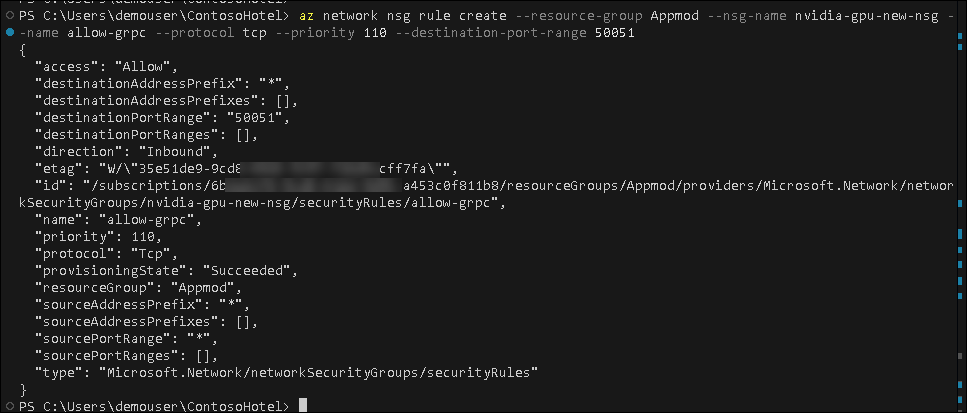 PS C:\Users\demouser\ContosoHotel> az network nsg rule create --resource-group Appmod --nsg-name nvidia-gpu-new-nsg -
-name allow-grpc --protocol tcp --priority 110 --destination-port-range 50051
{
"access": "Allow",
"destinationAddressPrefix": "*",
"destinationAddressPrefixes": [],
"destinationPortRange": "50051",
"destinationPortRanges": [],
"direction": "Inbound",
"etag": "W/\"35e51de9-9cd8 cff7fa\"",
"id": "/subscriptions/6b a453c0f811b8/resourceGroups/Appmod/providers/Microsoft.Network/networ
kSecurityGroups/nvidia-gpu-new-nsg/securityRules/allow-grpc",
"name": "allow-grpc",
"priority": 110,
"protocol": "Tcp",
"provisioningState": "Succeeded",
"resourceGroup": "Appmod",
"sourceAddressPrefix": "*",
"sourceAddressPrefixes": [],
"sourcePortRange": "*",
"sourcePortRanges": [],
"type": "Microsoft.Network/networkSecurityGroups/securityRules"
}
PS C:\Users\demouser\ContosoHotel>